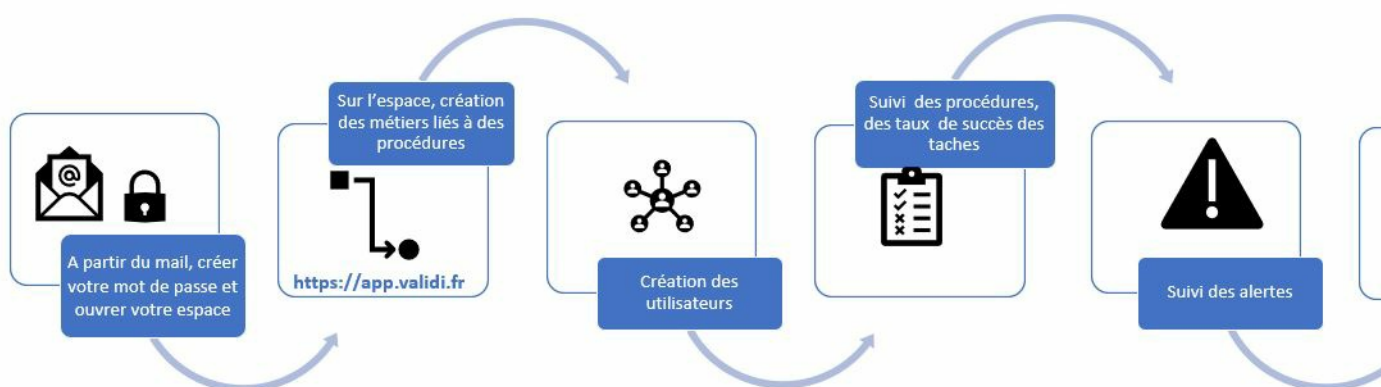 A partir du mail, créer
votre mot de passe et
ouvrer votre espace
Sur l'espace, création
des métiers liés à des
procédures
https://app.validi.fr
Création des
utilisateurs
Suivi des procédures,
des taux de succès des
taches
Suivi des alertes